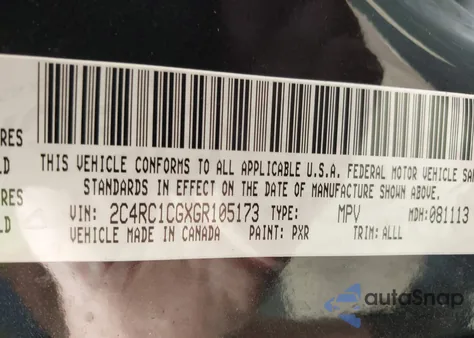 THIS VEHICLE CONFORMS TO ALL APPLICABLE U.S.A. FEDERAL MOTOR VEHICLE
RES
STANDARDS IN EFFECT ON THE DATE OF MANUFACTURE SHOWN ABOVE.
LD
VIN: 2C4RC1CGXGR105173 TYPE: MPV MDH:081113
RES
VEHICLE MADE IN CANADA PAINT: PXR TRIM: ALLL
LD
autoSnap